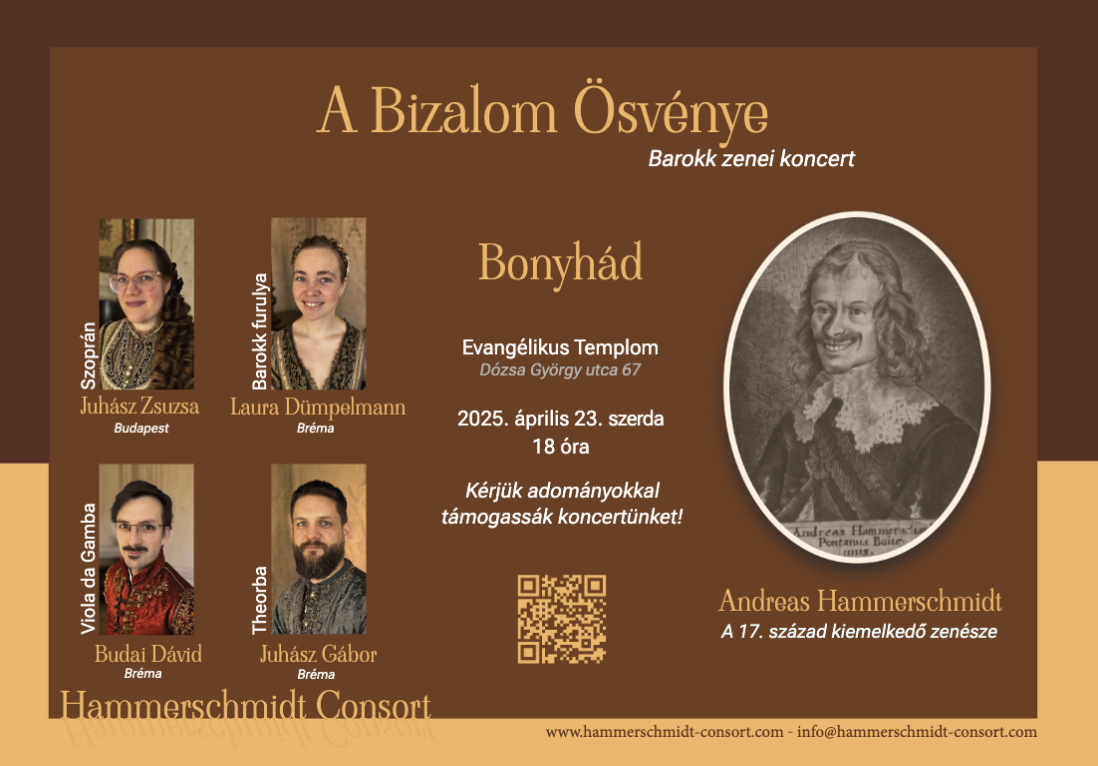 A Bizalom Ösvénye
Barokk zenei koncert
Szoprán
Juhász Zsuzsa
Budapest
Barokk furulya
Laura Dümpelmann
Bréma
Viola da Gamba
Budai Dávid
Bréma
Theorba
Juhász Gábor
Bréma
Hammerschmidt Consort
Bonyhád
Evangélikus Templom
Dózsa György utca 67
2025. április 23. szerda
18 óra
Kérjük adományokkal
támogassák koncertünket!
Andreas
Pontanus
Andreas Hammerschmidt
A 17. század kiemelkedő zenésze
www.hammerschmidt-consort.com - info@hammerschmidt-consort.com